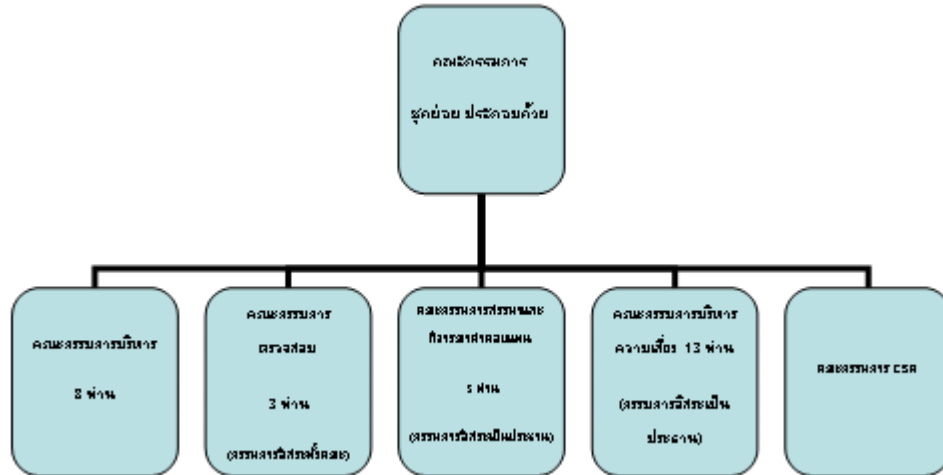 คณะกรรมการ
ชุดย่อย ประกอบด้วย
คณะกรรมการบริหาร
8 ท่าน
คณะกรรมการ
ตรวจสอบ
3 ท่าน
(กรรมการอิสระทั้งคณะ)
คณะกรรมการสรรหาและ
พิจารณาค่าตอบแทน
5 ท่าน
(กรรมการอิสระเป็นประธาน)
คณะกรรมการบริหาร
ความเสี่ยง 13 ท่าน
(กรรมการอิสระเป็น
ประธาน)
คณะกรรมการ CSR